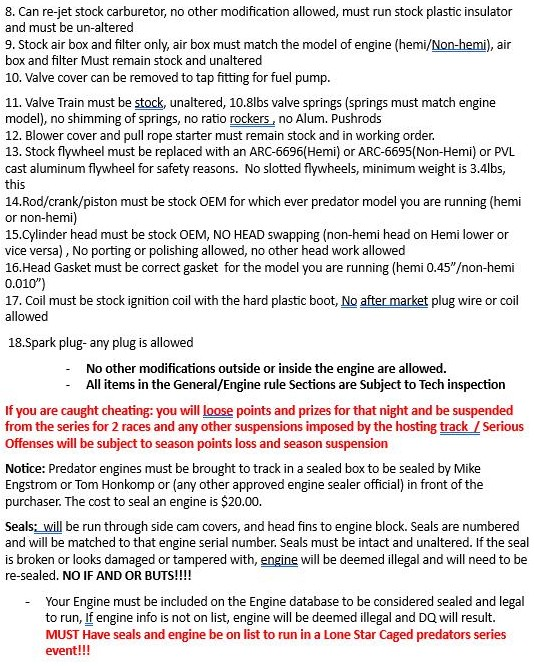 8. Can re-jet stock carburetor, no other modification allowed, must run stock plastic insulator
and must be un-altered
9. Stock air box and filter only, air box must match the model of engine (hemi/Non-hemi), air
box and filter Must remain stock and unaltered
10. Valve cover can be removed to tap fitting for fuel pump.
11. Valve Train must be stock, unaltered, 10.8lbs valve springs (springs must match engine
model), no shimming of springs, no ratio rockers , no Alum. Pushrods
12. Blower cover and pull rope starter must remain stock and in working order.
13. Stock flywheel must be replaced with an ARC-6696(Hemi) or ARC-6695(Non-Hemi) or PVL
cast aluminum flywheel for safety reasons.  No slotted flywheels, minimum weight is 3.4lbs,
this
14.Rod/crank/piston must be stock OEM for which ever predator model you are running (hemi
or non-hemi)
15.Cylinder head must be stock OEM, NO HEAD swapping (non-hemi head on Hemi lower or
vice versa) , No porting or polishing allowed, no other head work allowed
16.Head Gasket must be correct gasket  for the model you are running (hemi 0.45”/non-hemi
0.010”)
17. Coil must be stock ignition coil with the hard plastic boot, No after market plug wire or coil
allowed
18.Spark plug- any plug is allowed
- No other modifications outside or inside the engine are allowed.
- All items in the General/Engine rule Sections are Subject to Tech inspection
If you are caught cheating: you will loose points and prizes for that night and be suspended
from the series for 2 races and any other suspensions imposed by the hosting track / Serious
Offenses will be subject to season points loss and season suspension
Notice: Predator engines must be brought to track in a sealed box to be sealed by Mike
Engstrom or Tom Honkomp or (any other approved engine sealer official) in front of the
purchaser. The cost to seal an engine is $20.00.
Seals; will be run through side cam covers, and head fins to engine block. Seals are numbered
and will be matched to that engine serial number. Seals must be intact and unaltered. If the seal
is broken or looks damaged or tampered with, engine will be deemed illegal and will need to be
re-sealed. NO IF AND OR BUTS!!!!
- Your Engine must be included on the Engine database to be considered sealed and legal
to run, If engine info is not on list, engine will be deemed illegal and DQ will result.
MUST Have seals and engine be on list to run in a Lone Star Caged predators series
event!!!